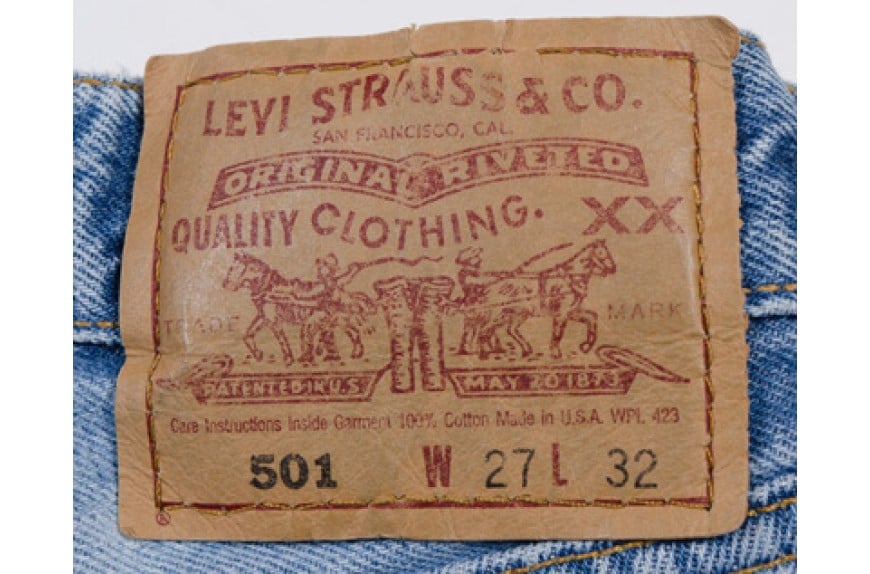 LEVI STRAUSS & CO.
SAN FRANCISCO, CAL.
ORIGINAL RIVETED
QUALITY CLOTHING. XX
TRADE MARK
PATENTED IN U.S. MAY 20 1873
Care Instructions Inside Garment 100% Cotton Made in U.S.A. WPL 423
501 W 27 L 32
®